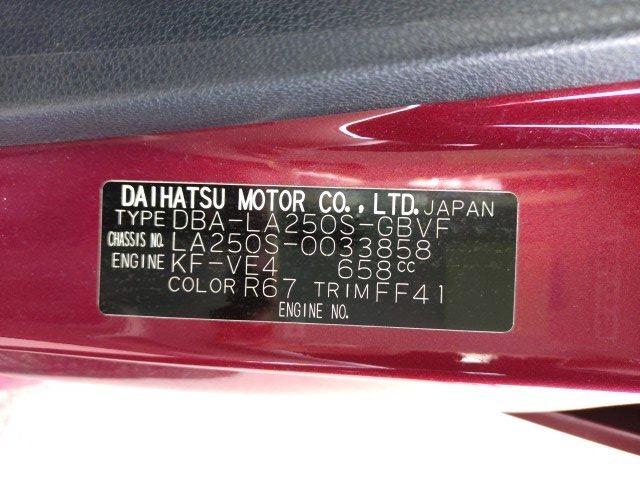 DAIHATSU MOTOR CO., LTD. JAPAN
TYPE DBA-LA250S-GBVF
CHASSIS NO. LA250S-0033858
ENGINE KF-VE4 658cc
COLOR R67 TRIM FF41
ENGINE NO.